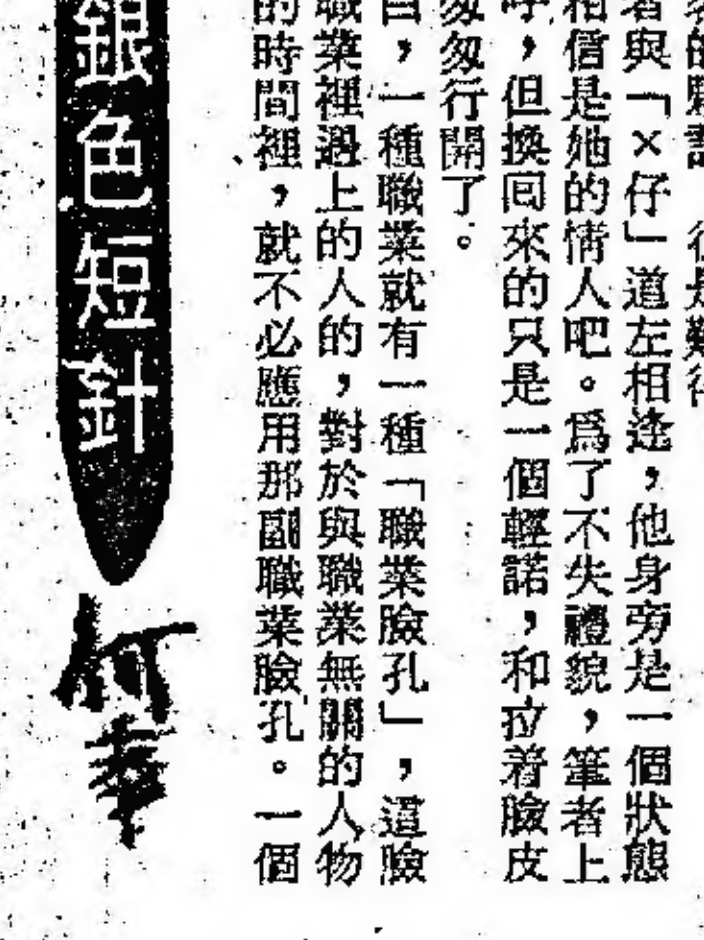 者與「×仔」道左相逢，他身旁是一個狀態
相信是她的情人吧。爲了不失禮貌，筆者上
呼，但換回來的只是一個輕諾，和拉着臉皮
匆匆行開了。
白，一種職業就有一種「職業臉孔」，這臉
職業裡遇上的人的，對於與職業無關的人物
的時間裡，就不必應用那副職業臉孔。一個
銀色短針
何幸